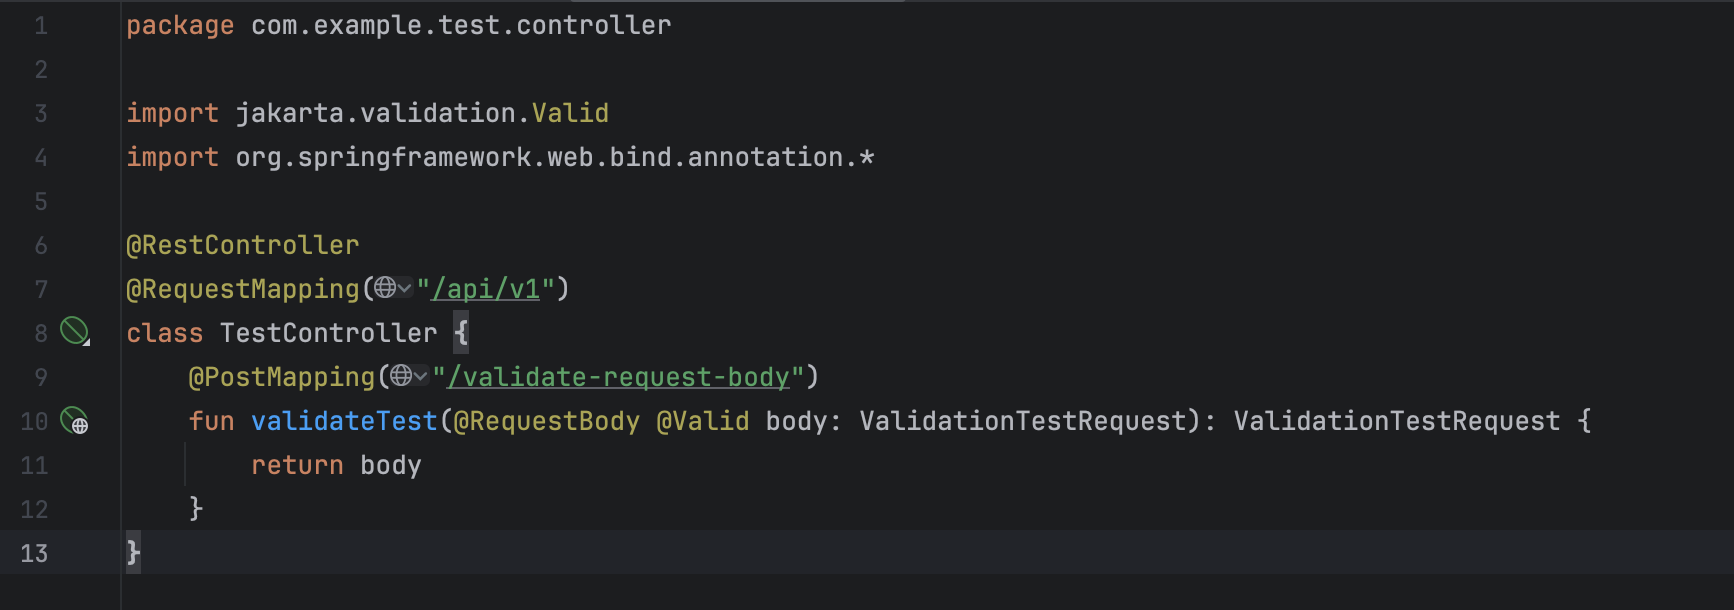 1 package com.example.test.controller
2
3 import jakarta.validation.Valid
4 import org.springframework.web.bind.annotation.*
5
6 @RestController
7 @RequestMapping("/api/v1")
8 class TestController {
9 @PostMapping("/validate-request-body")
10 fun validateTest(@RequestBody @Valid body: ValidationTestRequest): ValidationTestRequest {
11 return body
12 }
13 }